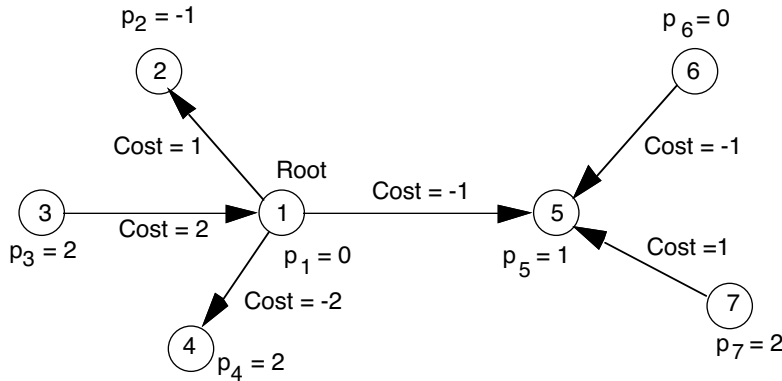 p2 = -1
p6 = 0
2
6
Cost = 1
Root
Cost = -1
Cost = -1
3
1
5
Cost = 2
Cost =1
p3 = 2
p1 = 0
p5 = 1
Cost = -2
7
4
p4 = 2
p7 = 2